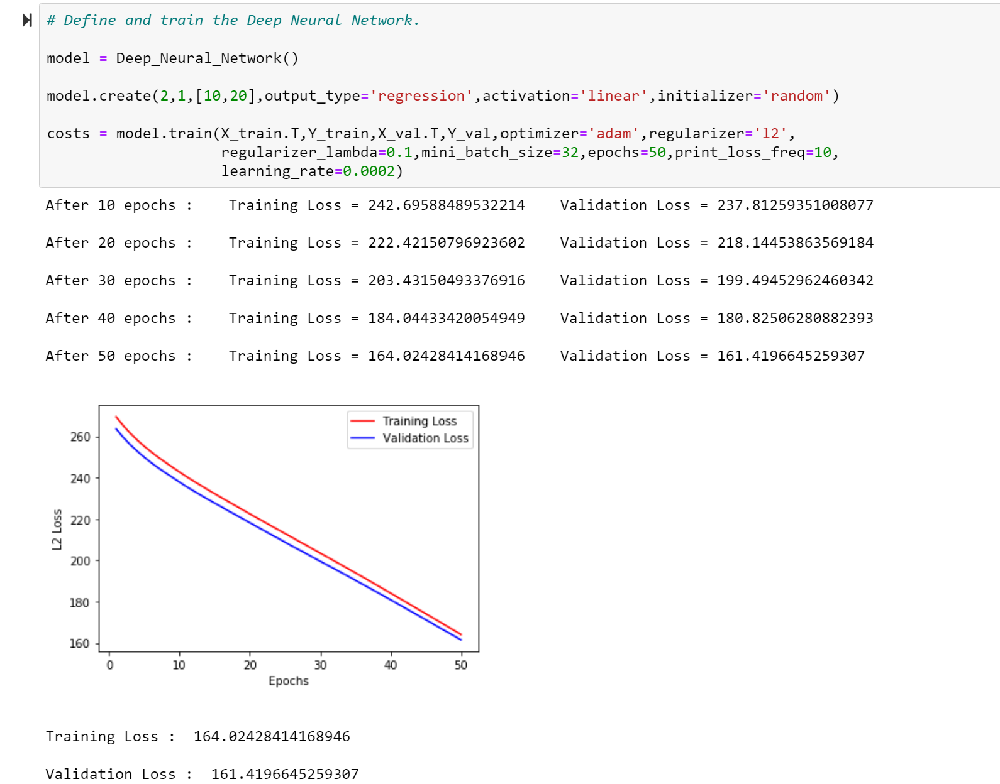 # Define and train the Deep Neural Network.
model = Deep_Neural_Network()
model.create(2,1,[10,20],output_type='regression',activation='linear',initializer='random')
costs = model.train(X_train.T,Y_train,X_val.T,Y_val,optimizer='adam',regularizer='l2',
regularizer_lambda=0.1,mini_batch_size=32,epochs=50,print_loss_freq=10,
learning_rate=0.0002)
After 10 epochs : Training Loss = 242.69588489532214 Validation Loss = 237.81259351008077
After 20 epochs : Training Loss = 222.42150796923602 Validation Loss = 218.14453863569184
After 30 epochs : Training Loss = 203.43150493376916 Validation Loss = 199.49452962460342
After 40 epochs : Training Loss = 184.04433420054949 Validation Loss = 180.82506280882393
After 50 epochs : Training Loss = 164.02428414168946 Validation Loss = 161.4196645259307
Training Loss
Validation Loss
260
240
220
200
180
160
L2 Loss
0 10 20 30 40 50
Epochs
Training Loss : 164.02428414168946
Validation Loss : 161.4196645259307